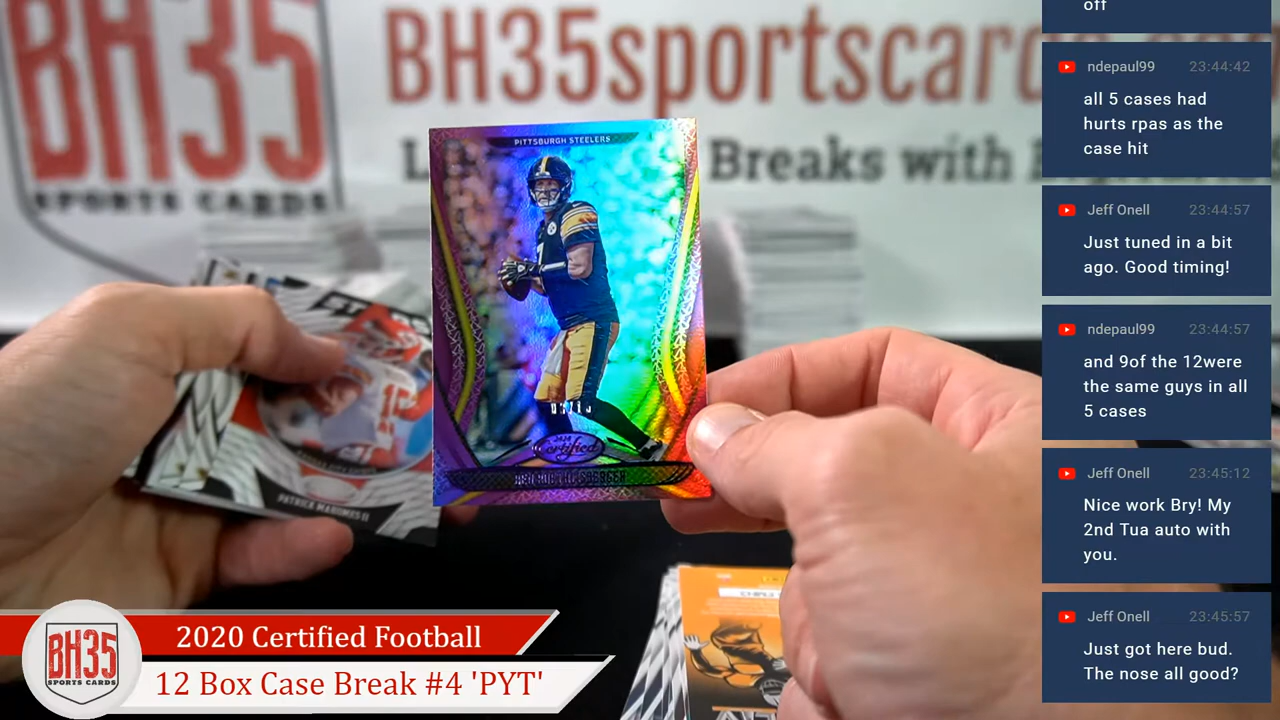 BH35
SPORTS CARDS
BH35sportscards
Breaks with
PITTSBURGH STEELERS
2020
Certified
PATRICK MAHOMES II
BH35
SPORTS CARDS
2020 Certified Football
12 Box Case Break #4 'PYT'
off
ndepaul99 23:44:42
all 5 cases had
hurts rpas as the
case hit
Jeff Onell 23:44:57
Just tuned in a bit
ago. Good timing!
ndepaul99 23:44:57
and 9of the 12were
the same guys in all
5 cases
Jeff Onell 23:45:12
Nice work Bry! My
2nd Tua auto with
you.
Jeff Onell 23:45:57
Just got here bud.
The nose all good?